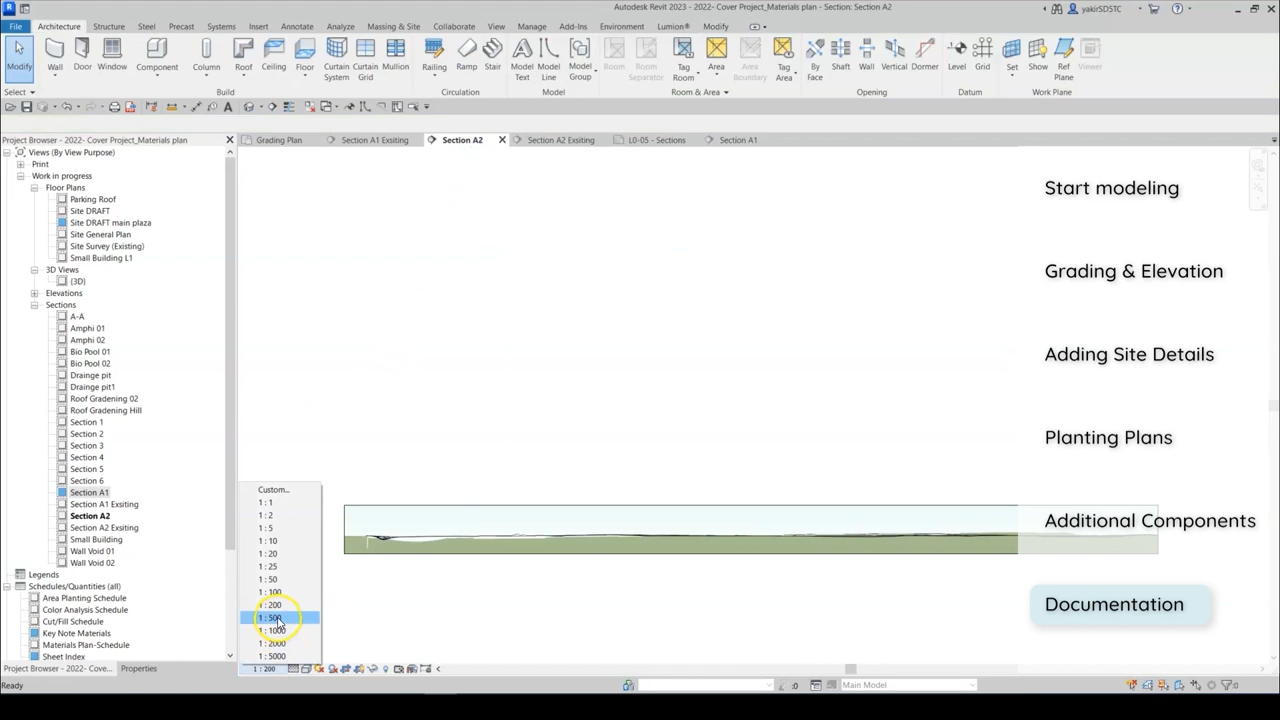 Autodesk Revit 2023 - 2022- Cover Project_Materials plan - Section: Section A2
yakirSDSTC
File
Architecture
Structure
Steel
Precast
Systems
Insert
Annotate
Analyze
Massing & Site
Collaborate
View
Manage
Add-Ins
Environment
Lumion®
Modify
Modify
Wall
Door
Window
Component
Column
Roof
Ceiling
Floor
Curtain
System
Curtain
Grid
Mullion
Railing
Ramp
Stair
Model
Text
Model
Line
Model
Group
Room
Room
Separator
Tag
Room
Area
Area
Boundary
Tag
Area
By
Face
Shaft
Wall
Vertical
Dormer
Level
Grid
Set
Show
Ref
Plane
Viewer
Select
Build
Circulation
Model
Room & Area
Opening
Datum
Work Plane
Project Browser - 2022- Cover Project_Materials plan
Grading Plan
Section A1 Exsiting
Section A2
Section A2 Exsiting
L0-05 - Sections
Section A1
Views (By View Purpose)
Print
Work in progress
Floor Plans
Parking Roof
Site DRAFT
Site DRAFT main plaza
Site General Plan
Site Survey (Existing)
Small Building L1
3D Views
{3D}
Elevations
Sections
A-A
Amphi 01
Amphi 02
Bio Pool 01
Bio Pool 02
Drainge pit
Drainge pit1
Roof Gradening 02
Roof Gradening Hill
Section 1
Section 2
Section 3
Section 4
Section 5
Section 6
Section A1
Section A1 Exsiting
Section A2
Section A2 Exsiting
Small Building
Wall Void 01
Wall Void 02
Legends
Schedules/Quantities (all)
Area Planting Schedule
Color Analysis Schedule
Cut/Fill Schedule
Key Note Materials
Materials Plan-Schedule
Sheet Index
Custom...
1 : 1
1 : 2
1 : 5
1 : 10
1 : 20
1 : 25
1 : 50
1 : 100
1 : 200
1 : 500
1 : 1000
1 : 2000
1 : 5000
1 : 200
Start modeling
Grading & Elevation
Adding Site Details
Planting Plans
Additional Components
Documentation
Project Browser - 2022- Cove...
Properties
Ready
:0
Main Model
:0